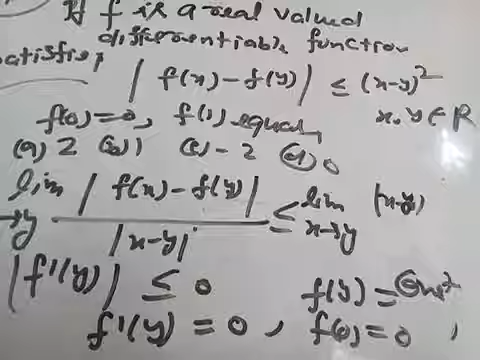 If f is a real valued
differentiable function
satisfies
|f(x) - f(y)| ≤ (x-y)²
x, y ∈ R
f(0) = 0, f(1) equal,
(a) 2 (b) 1 (c) -2 (d) 0
lim |f(x) - f(y)| / |x-y| ≤ lim x→y |x-y|
→y
|f'(y)| ≤ 0 f(y) =
f'(y) = 0, f(0) = 0,